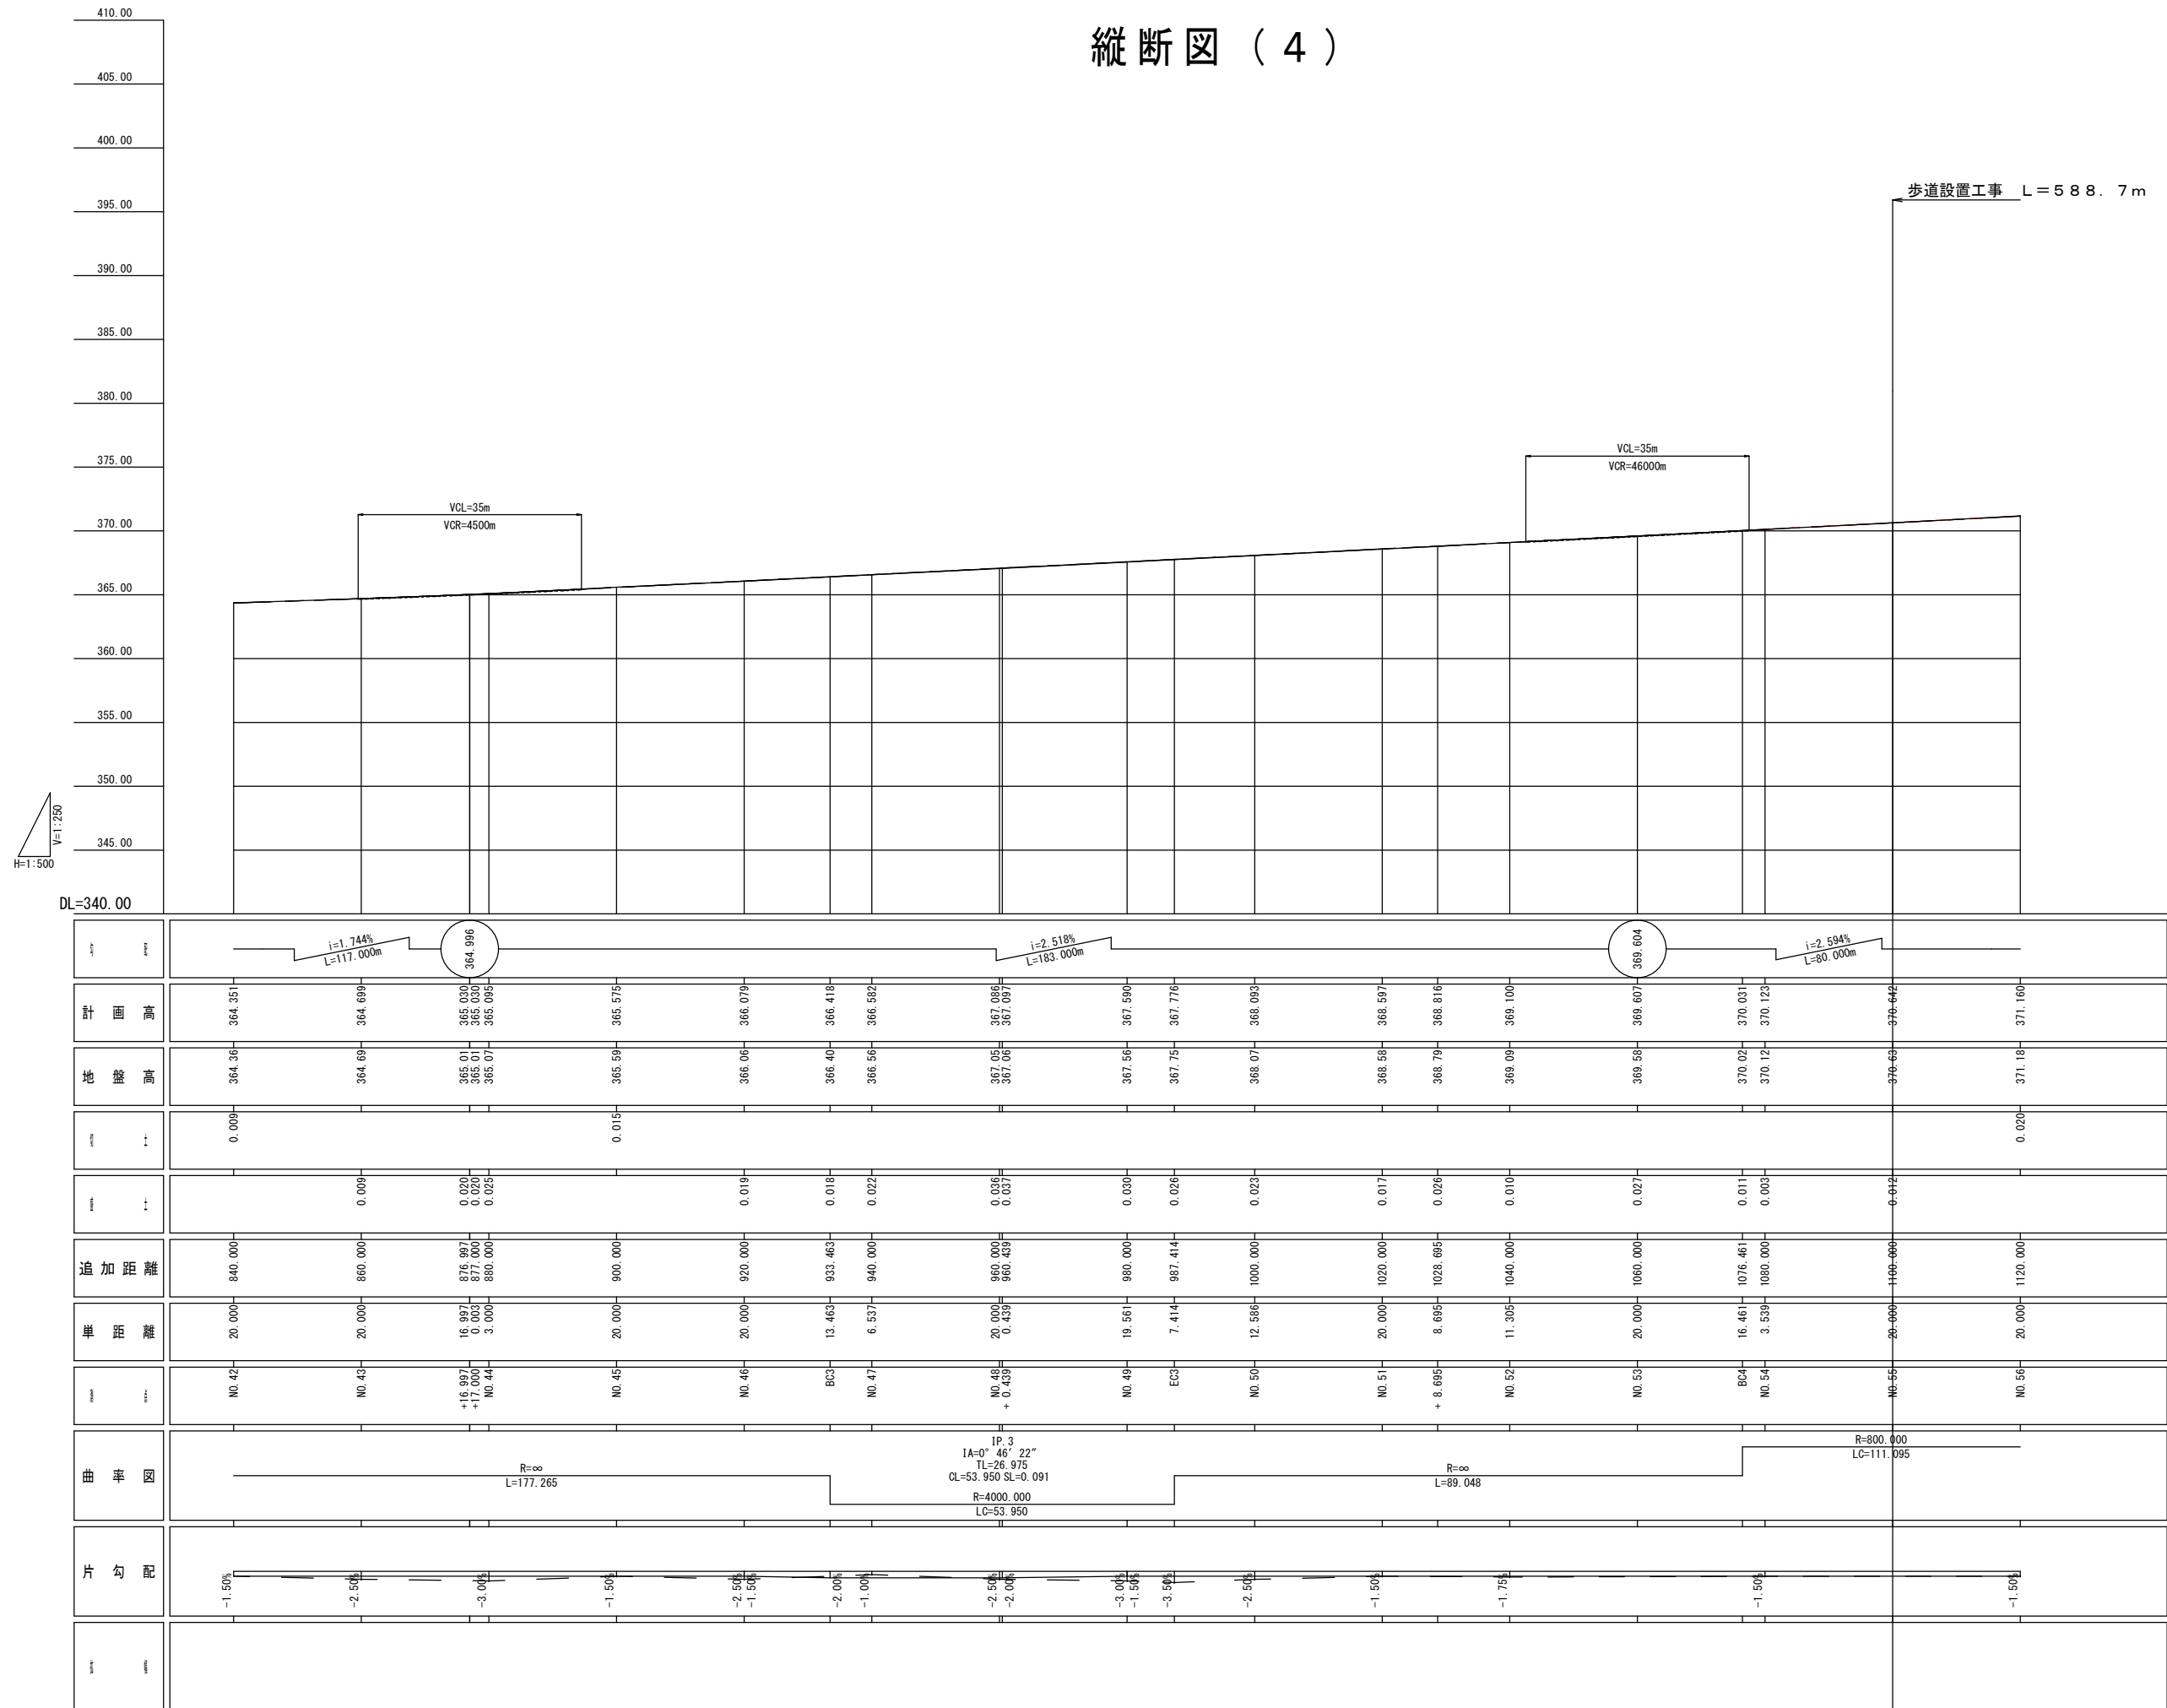 縦断図（４）
410.00
405.00
400.00
395.00
390.00
385.00
380.00
375.00
370.00
365.00
360.00
355.00
350.00
345.00
DL=340.00
V=1:250
H=1:500
歩道設置工事　Ｌ＝５８８．７ｍ
VCL=35m
VCR=4500m
VCL=35m
VCR=46000m
i=1.744%
L=117.000m
364.996
i=2.518%
L=183.000m
369.604
i=2.594%
L=80.000m
計画高
364.351 364.699 365.030 365.030 365.095 365.575 366.079 366.418 366.582 367.086 367.097 367.590 367.776 368.093 368.597 368.816 369.100 369.607 370.031 370.123 370.642 371.160
地盤高
364.36 364.69 365.01 365.01 365.07 365.59 366.06 366.40 366.56 367.05 367.06 367.56 367.75 368.07 368.58 368.79 369.09 369.58 370.02 370.12 370.63 371.18
0.009 0.015 0.020
0.009 0.020 0.020 0.025 0.019 0.018 0.022 0.036 0.037 0.030 0.026 0.023 0.017 0.026 0.010 0.027 0.011 0.003 0.012
追加距離
840.000 860.000 876.997 877.000 880.000 900.000 920.000 933.463 940.000 960.000 960.439 980.000 987.414 1000.000 1020.000 1028.695 1040.000 1060.000 1076.461 1080.000 1100.000 1120.000
単距離
20.000 20.000 16.997 0.003 3.000 20.000 20.000 13.463 6.537 20.000 0.439 19.561 7.414 12.586 20.000 8.695 11.305 20.000 16.461 3.539 20.000 20.000
NO.42 NO.43 +16.997 +17.000 NO.44 NO.45 NO.46 BC3 NO.47 NO.48 + 0.439 NO.49 EC3 NO.50 NO.51 + 8.695 NO.52 NO.53 BC4 NO.54 NO.55 NO.56
曲率図
R=∞
L=177.265
IP.3
IA=0°46′22″
TL=26.975
CL=53.950 SL=0.091
R=4000.000
LC=53.950
R=∞
L=89.048
R=800.000
LC=111.095
片勾配
-1.50% -2.50% -3.00% -1.50% -2.50% -1.50% -2.00% -1.00% -2.50% -2.00% -3.00% -1.50% -3.50% -2.50% -1.50% -1.75% -1.50% -1.50%